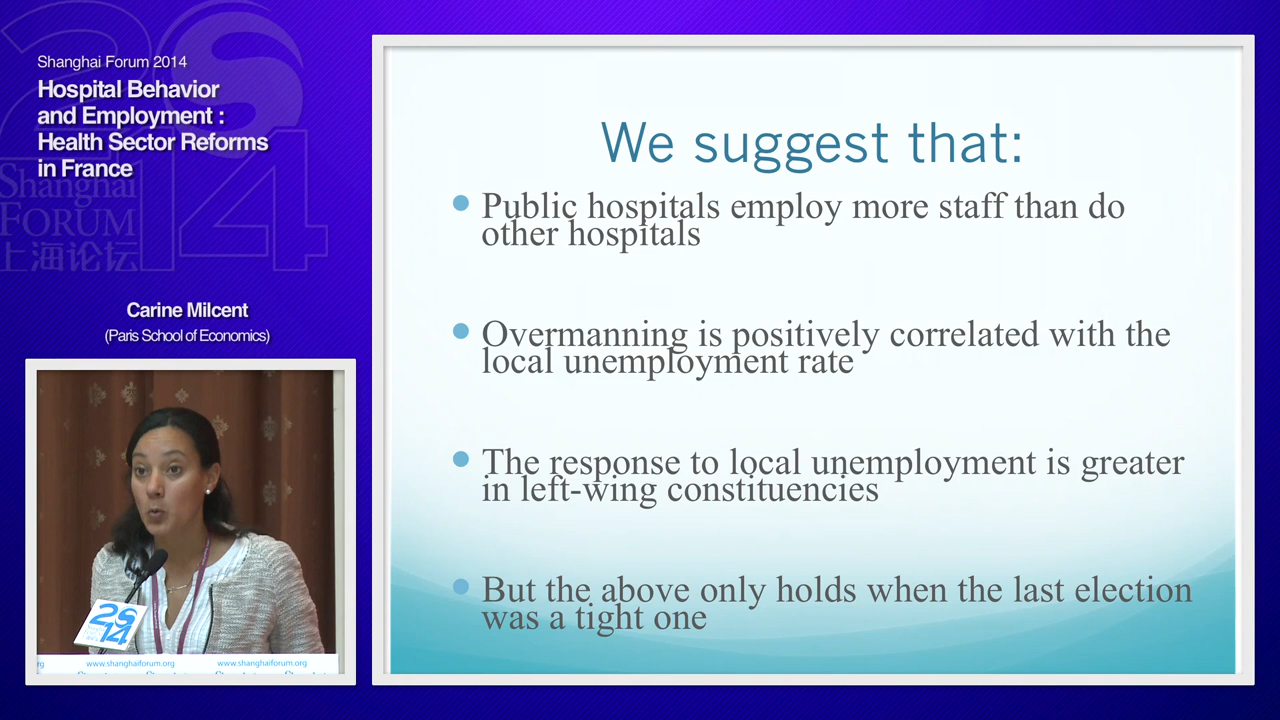 Shanghai Forum 2014
Hospital Behavior
and Employment :
Health Sector Reforms
in France
Shanghai
FORUM
上海论坛
2014
Carine Milcent
(Paris School of Economics)
We suggest that:
Public hospitals employ more staff than do
other hospitals
Overmanning is positively correlated with the
local unemployment rate
The response to local unemployment is greater
in left-wing constituencies
But the above only holds when the last election
was a tight one
www.shanghaiforum.org
www.shanghaiforum.org